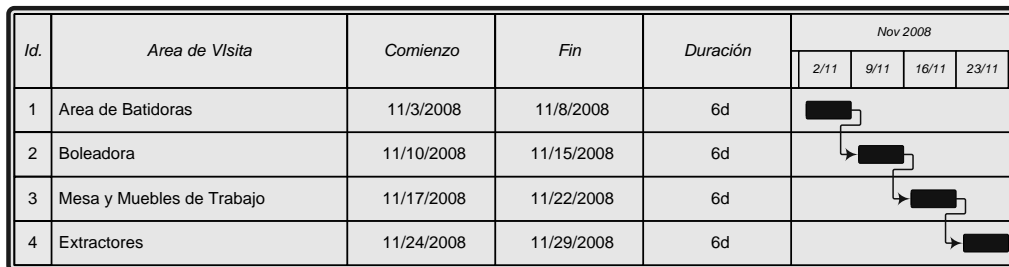 Id. Area de VIsita Comienzo Fin Duración Nov 2008
2/11 9/11 16/11 23/11
1 Area de Batidoras 11/3/2008 11/8/2008 6d
2 Boleadora 11/10/2008 11/15/2008 6d
3 Mesa y Muebles de Trabajo 11/17/2008 11/22/2008 6d
4 Extractores 11/24/2008 11/29/2008 6d